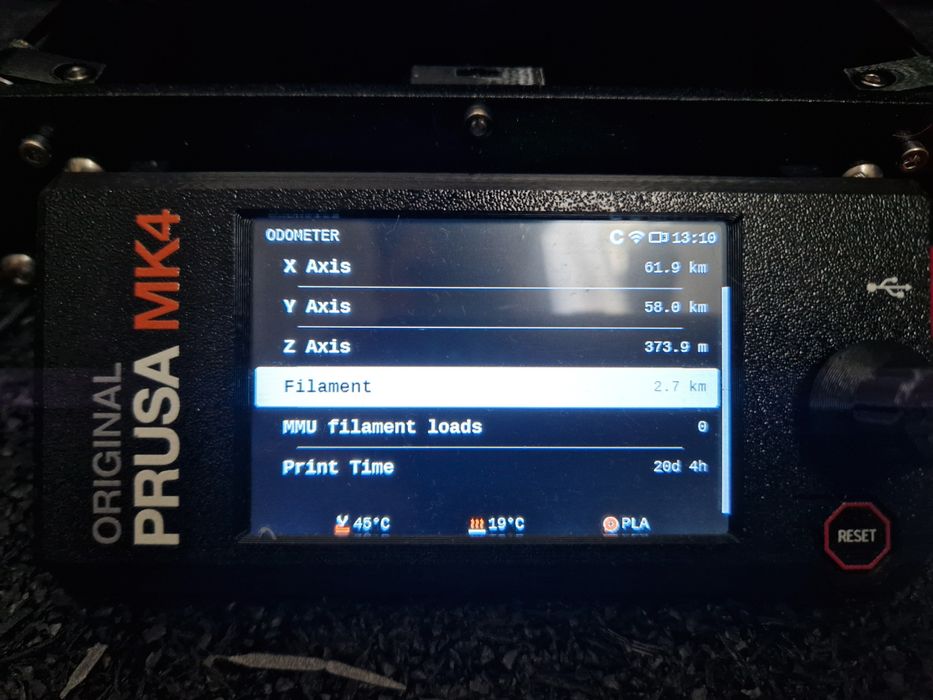 ORIGINAL
PRUSA MK4
ODOMETER C 13:10
X Axis 61.9 km
Y Axis 58.0 km
Z Axis 373.9 m
Filament 2.7 km
MMU filament loads 0
Print Time 20d 4h
45°C 19°C PLA
RESET